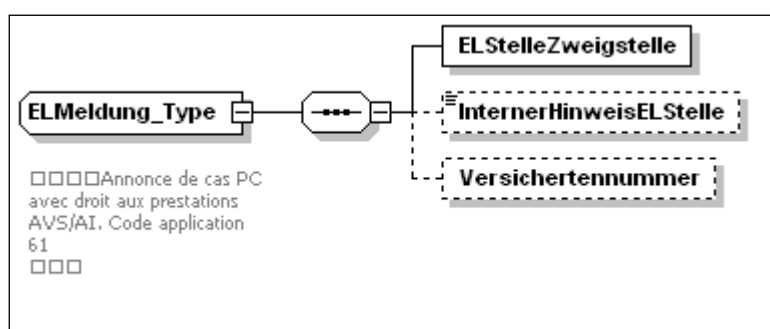 ELStelleZweigstelle
ELMeldung_Type
InternerHinweisELStelle
Versichertennummer
□□□□Annonce de cas PC
avec droit aux prestations
AVS/AI. Code application
61
□□□